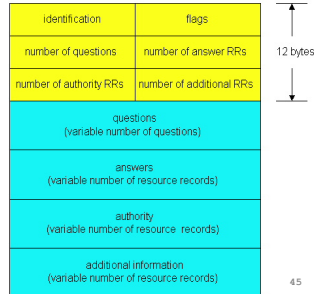 identification flags
12 bytes
number of questions number of answer RRs
number of authority RRs number of additional RRs
questions
(variable number of questions)
answers
(variable number of resource records)
authority
(variable number of resource records)
additional information
(variable number of resource records)
45